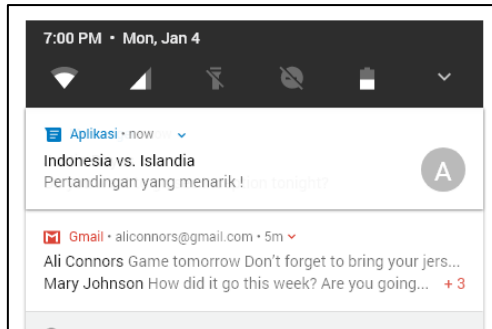 7:00 PM • Mon, Jan 4
Aplikasi • now
Indonesia vs. Islandia
Pertandingan yang menarik !
A
Gmail • aliconnors@gmail.com • 5m
Ali Connors Game tomorrow Don't forget to bring your jers...
Mary Johnson How did it go this week? Are you going... + 3